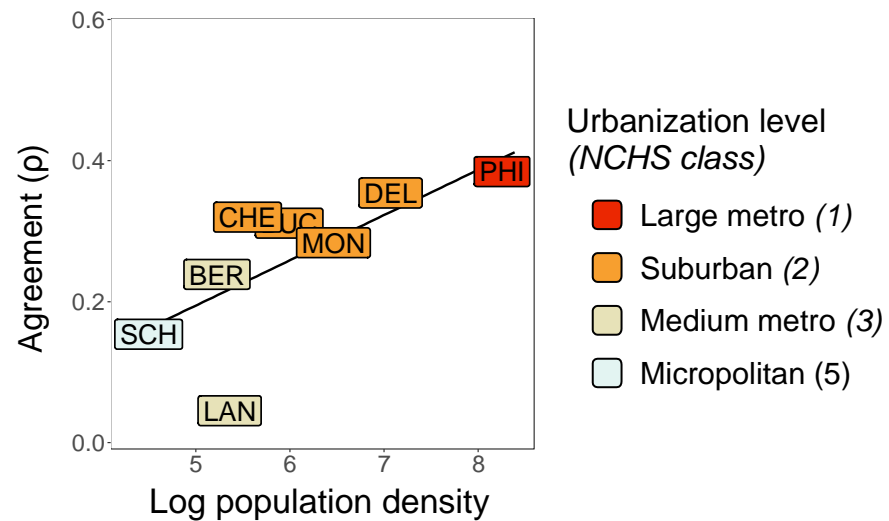 0.6
0.4
0.2
0.0
Agreement (ρ)
PHI
DEL
CHE
UC
MON
BER
SCH
LAN
5 6 7 8
Log population density
Urbanization level
(NCHS class)
Large metro (1)
Suburban (2)
Medium metro (3)
Micropolitan (5)